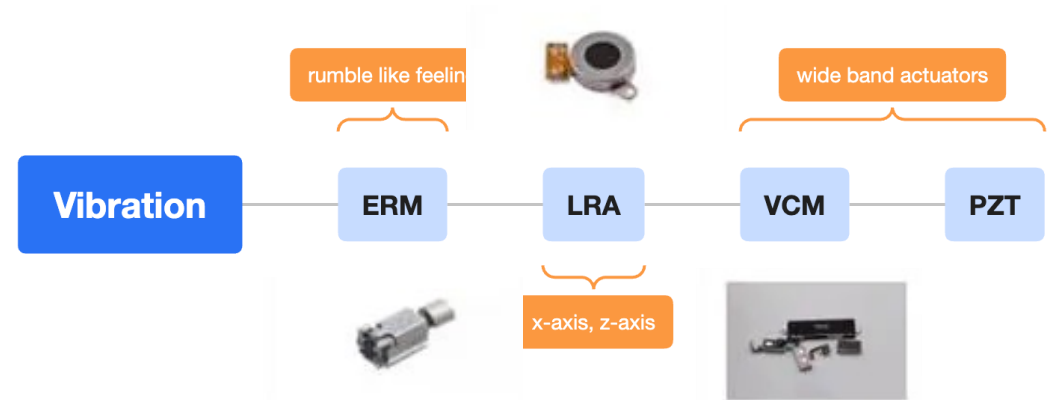 rumble like feelin
wide band actuators
Vibration
ERM
LRA
VCM
PZT
x-axis, z-axis